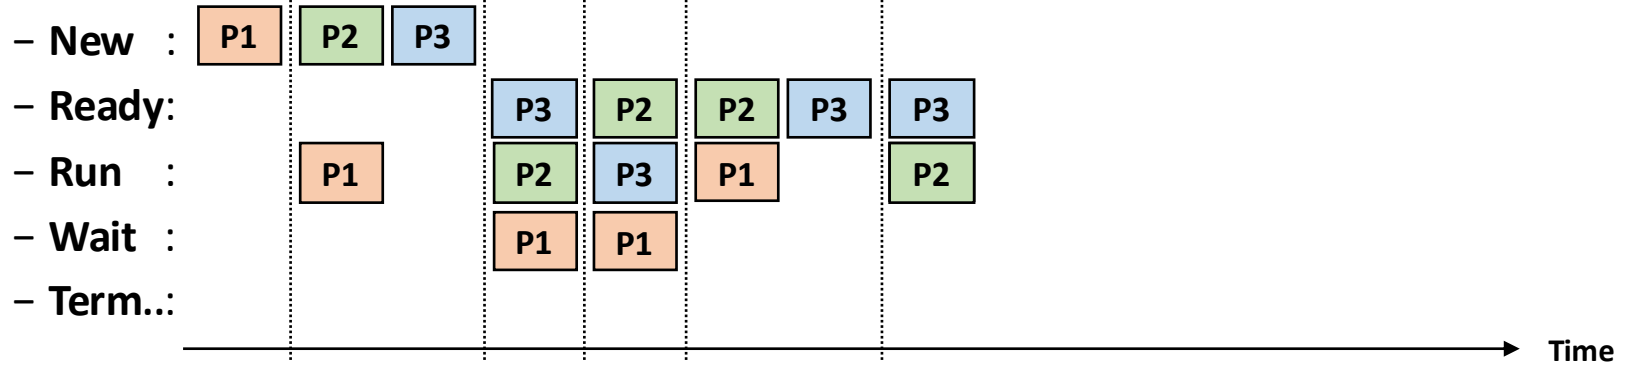 – New : P1 P2 P3
– Ready: P3 P2 P2 P3 P3
– Run : P1 P2 P3 P1 P2
– Wait : P1 P1
– Term..:
Time